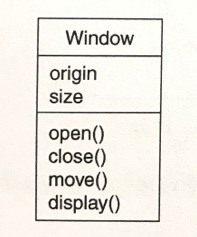 Window
origin
size
open()
close()
move()
display()